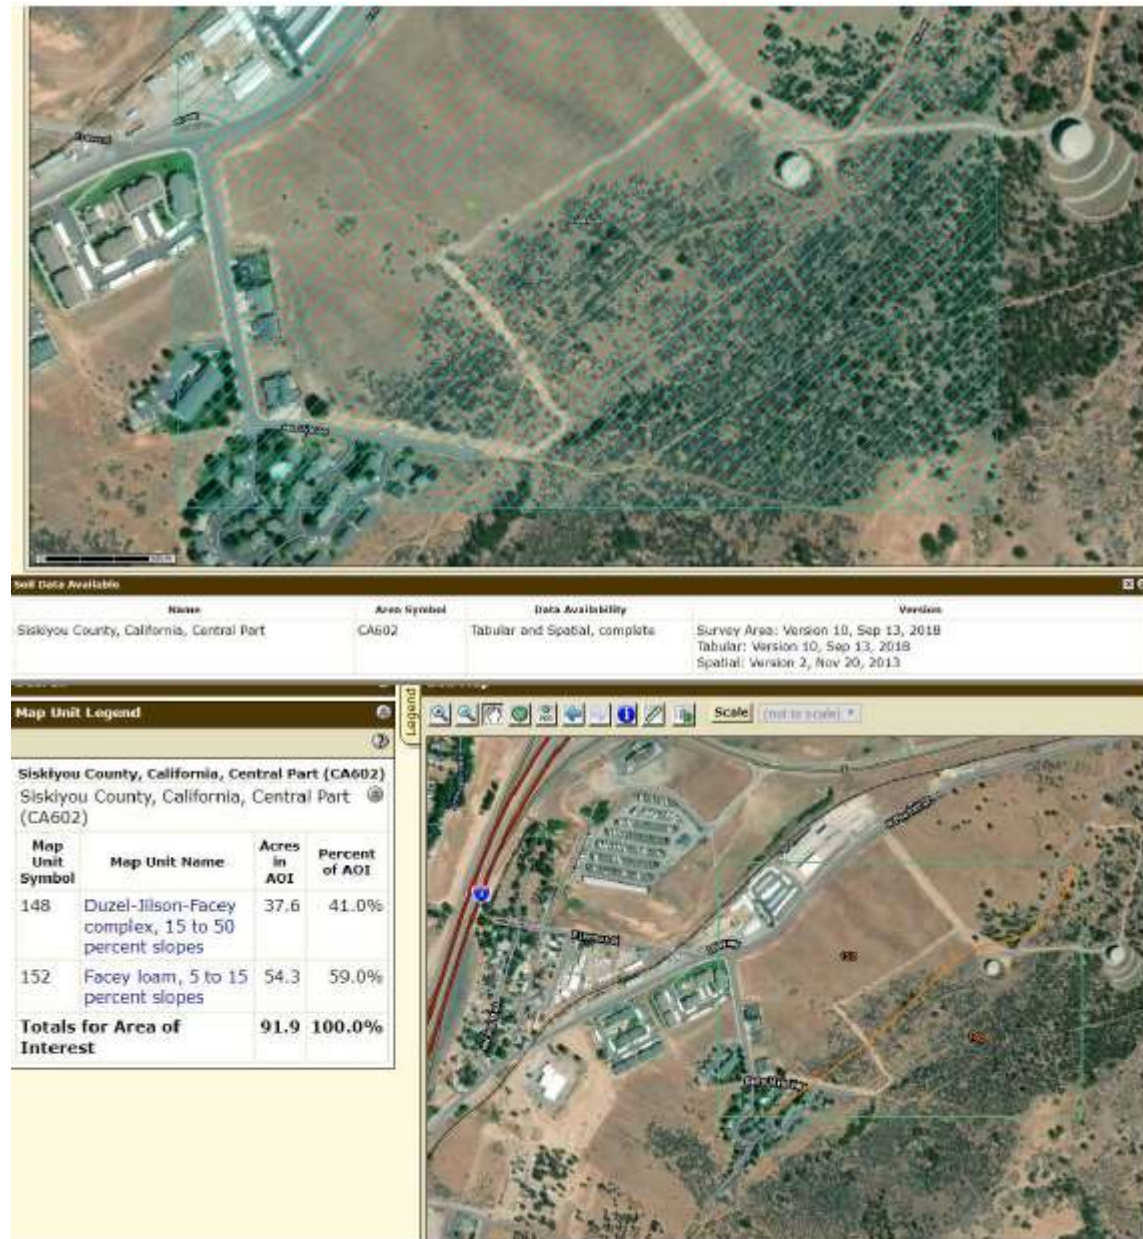 Soil Data Available
Name Area Symbol Data Availability Version
Siskiyou County, California, Central Part CA602 Tabular and Spatial, complete Survey Area: Version 10, Sep 13, 2018
Tabular: Version 10, Sep 13, 2018
Spatial: Version 2, Nov 20, 2013
Map Unit Legend
Legend
Scale (not to scale)
Siskiyou County, California, Central Part (CA602)
Siskiyou County, California, Central Part
(CA602)
Map
Unit
Symbol
Map Unit Name
Acres
in
AOI
Percent
of AOI
148 Duzel-Jilson-Facey 37.6 41.0%
complex, 15 to 50
percent slopes
152 Facey loam, 5 to 15 54.3 59.0%
percent slopes
Totals for Area of 91.9 100.0%
Interest
152